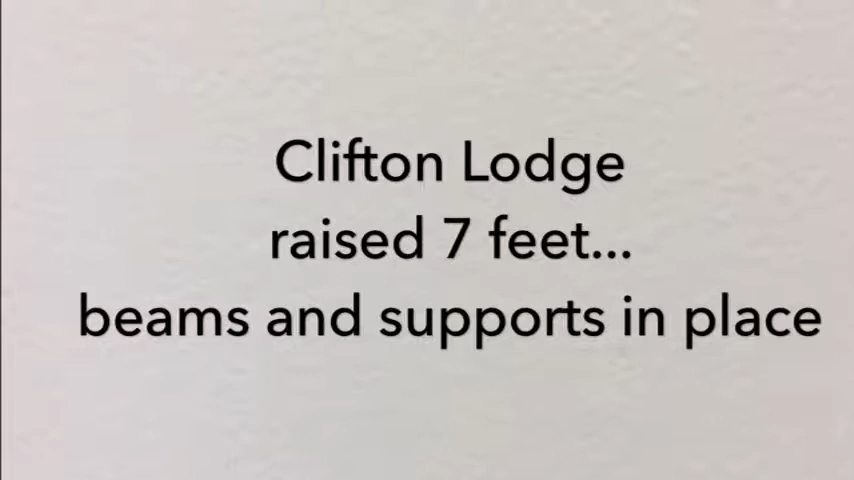 Clifton Lodge
raised 7 feet...
beams and supports in place